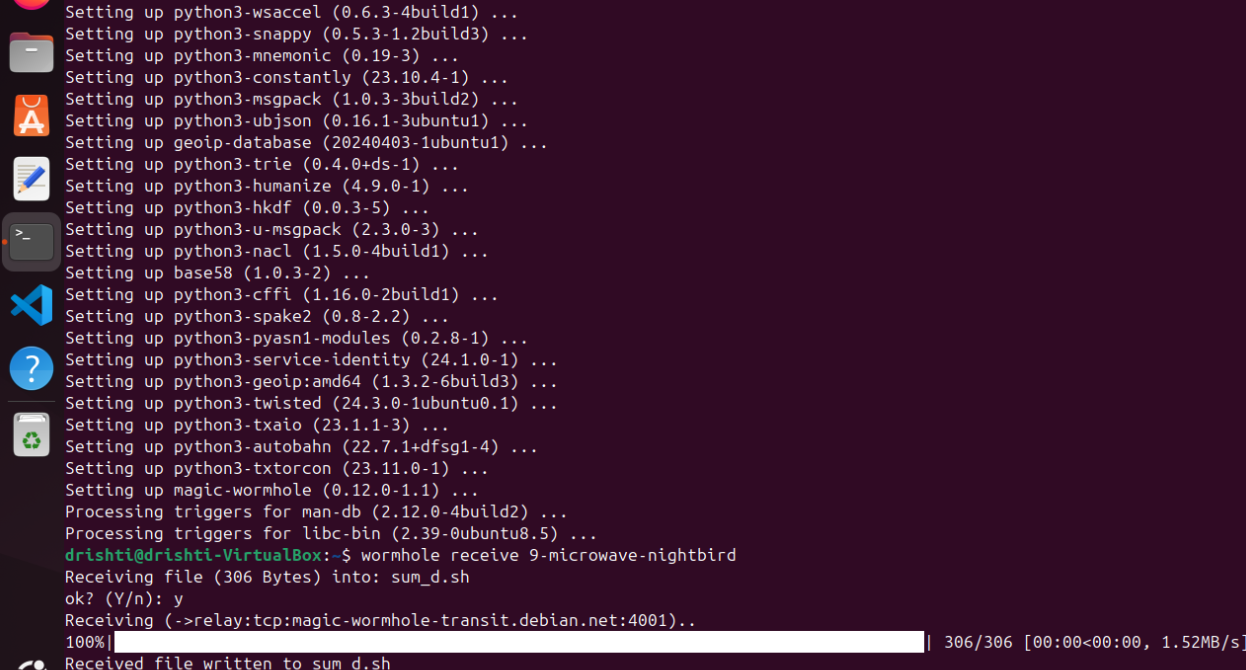 Setting up python3-wsaccel (0.6.3-4build1) ...
Setting up python3-snappy (0.5.3-1.2build3) ...
Setting up python3-mnemonic (0.19-3) ...
Setting up python3-constantly (23.10.4-1) ...
Setting up python3-msgpack (1.0.3-3build2) ...
Setting up python3-ubjson (0.16.1-3ubuntu1) ...
Setting up geoip-database (20240403-1ubuntu1) ...
Setting up python3-trie (0.4.0+ds-1) ...
Setting up python3-humanize (4.9.0-1) ...
Setting up python3-hkdf (0.0.3-5) ...
Setting up python3-u-msgpack (2.3.0-3) ...
Setting up python3-nacl (1.5.0-4build1) ...
Setting up base58 (1.0.3-2) ...
Setting up python3-cffi (1.16.0-2build1) ...
Setting up python3-spake2 (0.8-2.2) ...
Setting up python3-pyasn1-modules (0.2.8-1) ...
Setting up python3-service-identity (24.1.0-1) ...
Setting up python3-geoip:amd64 (1.3.2-6build3) ...
Setting up python3-twisted (24.3.0-1ubuntu0.1) ...
Setting up python3-txaio (23.1.1-3) ...
Setting up python3-autobahn (22.7.1+dfsg1-4) ...
Setting up python3-txtorcon (23.11.0-1) ...
Setting up magic-wormhole (0.12.0-1.1) ...
Processing triggers for man-db (2.12.0-4build2) ...
Processing triggers for libc-bin (2.39-0ubuntu8.5) ...
drishti@drishti-VirtualBox:~$ wormhole receive 9-microwave-nightbird
Receiving file (306 Bytes) into: sum_d.sh
ok? (Y/n): y
Receiving (->relay:tcp:magic-wormhole-transit.debian.net:4001)..
100%| | 306/306 [00:00<00:00, 1.52MB/s]
Received file written to sum_d.sh